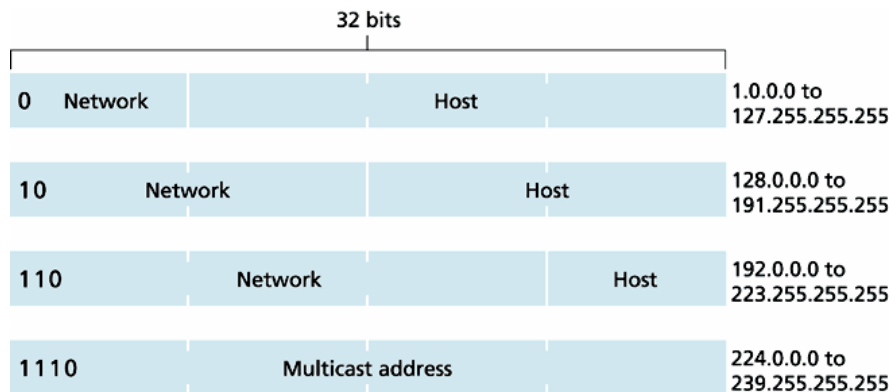 32 bits
0 Network Host
1.0.0.0 to
127.255.255.255
10 Network Host
128.0.0.0 to
191.255.255.255
110 Network Host
192.0.0.0 to
223.255.255.255
1110 Multicast address
224.0.0.0 to
239.255.255.255